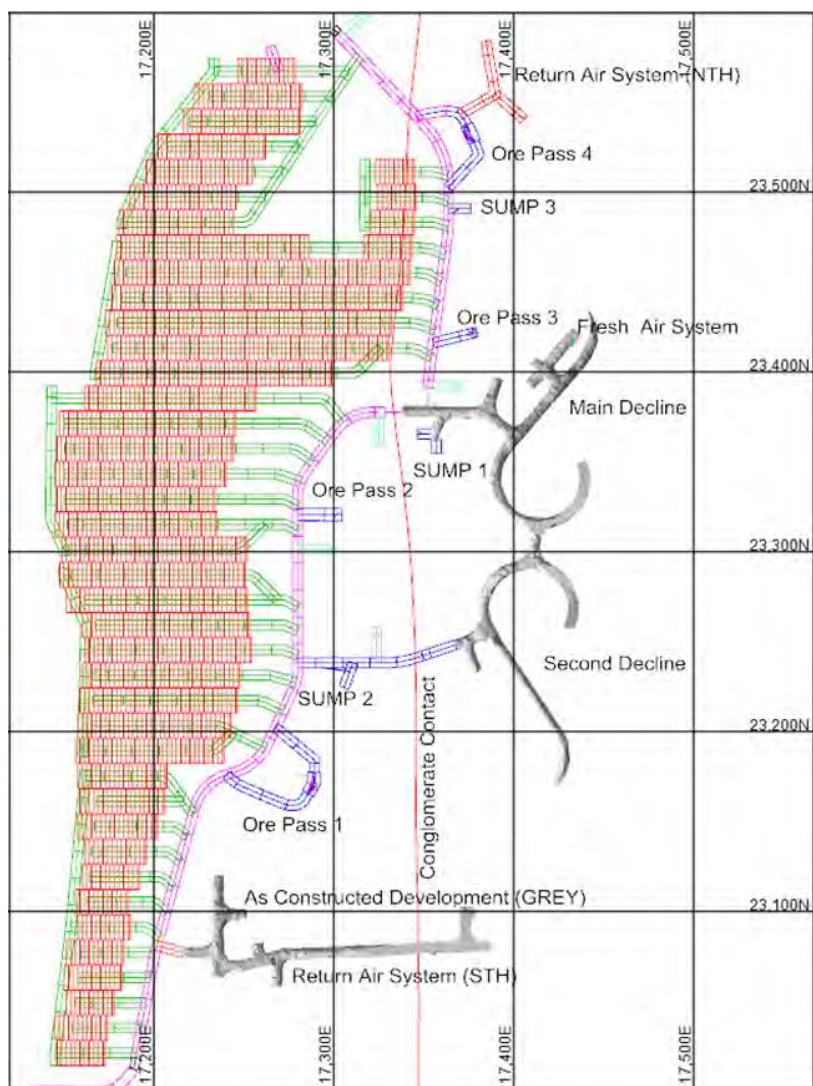 17.200E
17.300E
17.400E
17.500E
Return Air System (NTH)
Ore Pass 4
23.500N
SUMP 3
Ore Pass 3
Fresh Air System
23.400N
Main Decline
SUMP 1
Ore Pass 2
23.300N
Second Decline
SUMP 2
23.200N
Conglomerate Contact
Ore Pass 1
As Constructed Development (GREY)
23.100N
Return Air System (STH)
17.200E
17.300E
17.400E
17.500E